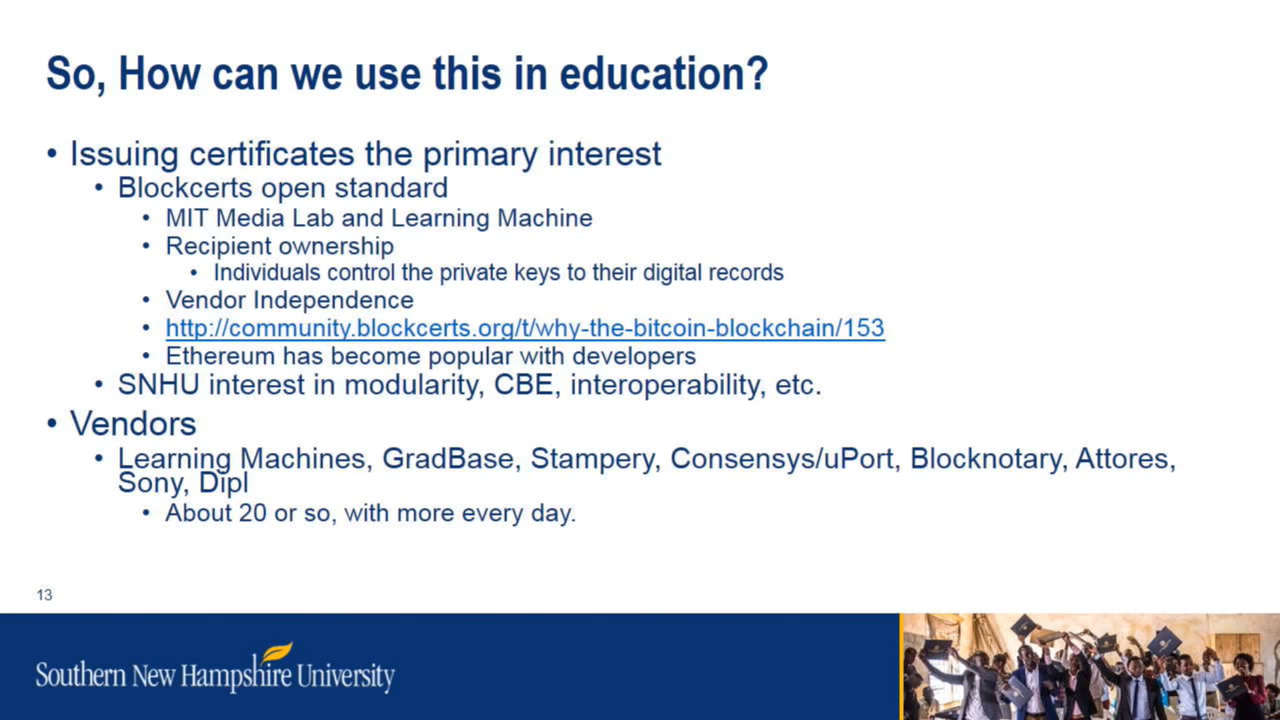 So, How can we use this in education?
• Issuing certificates the primary interest
• Blockcerts open standard
• MIT Media Lab and Learning Machine
• Recipient ownership
• Individuals control the private keys to their digital records
• Vendor Independence
• http://community.blockcerts.org/t/why-the-bitcoin-blockchain/153
• Ethereum has become popular with developers
• SNHU interest in modularity, CBE, interoperability, etc.
• Vendors
• Learning Machines, GradBase, Stampery, Consensys/uPort, Blocknotary, Attores,
Sony, Dipl
• About 20 or so, with more every day.
13
Southern New Hampshire University